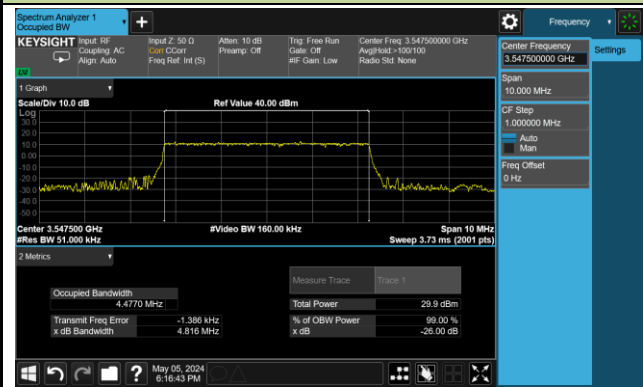 Spectrum Analyzer 1
Occupied BW
Frequency
KEYSIGHT
Input: RF
Coupling: AC
Align: Auto
Input Z: 50 Ω
Corr CCorr
Freq Ref: Int (S)
Atten: 10 dB
Preamp: Off
Trig: Free Run
Gate: Off
#IF Gain: Low
Center Freq: 3.547500000 GHz
Avg|Hold:>100/100
Radio Std: None
LW
Center Frequency
3.547500000 GHz
Settings
Span
10.000 MHz
CF Step
1.000000 MHz
Auto
Man
Freq Offset
0 Hz
1 Graph
Scale/Div 10.0 dB
Ref Value 40.00 dBm
Log
30.0
20.0
10.0
0.00
-10.0
-20.0
-30.0
-40.0
-50.0
Center 3.547500 GHz
#Video BW 160.00 kHz
Span 10 MHz
#Res BW 51.000 kHz
Sweep 3.73 ms (2001 pts)
2 Metrics
Measure Trace
Trace 1
Occupied Bandwidth
4.4770 MHz
Total Power
29.9 dBm
Transmit Freq Error
-1.386 kHz
% of OBW Power
99.00 %
x dB Bandwidth
4.816 MHz
x dB
-26.00 dB
May 05, 2024
6:16:43 PM